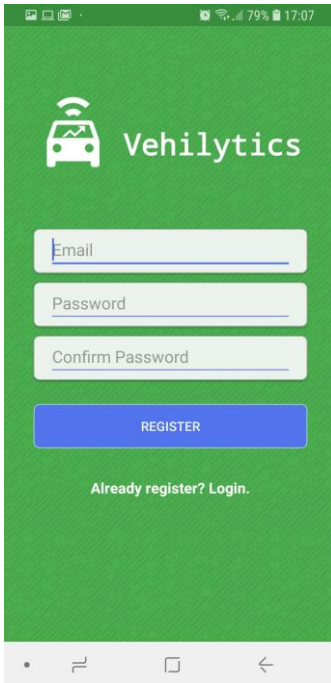 79% 17:07
Vehilytics
Email
Password
Confirm Password
REGISTER
Already register? Login.